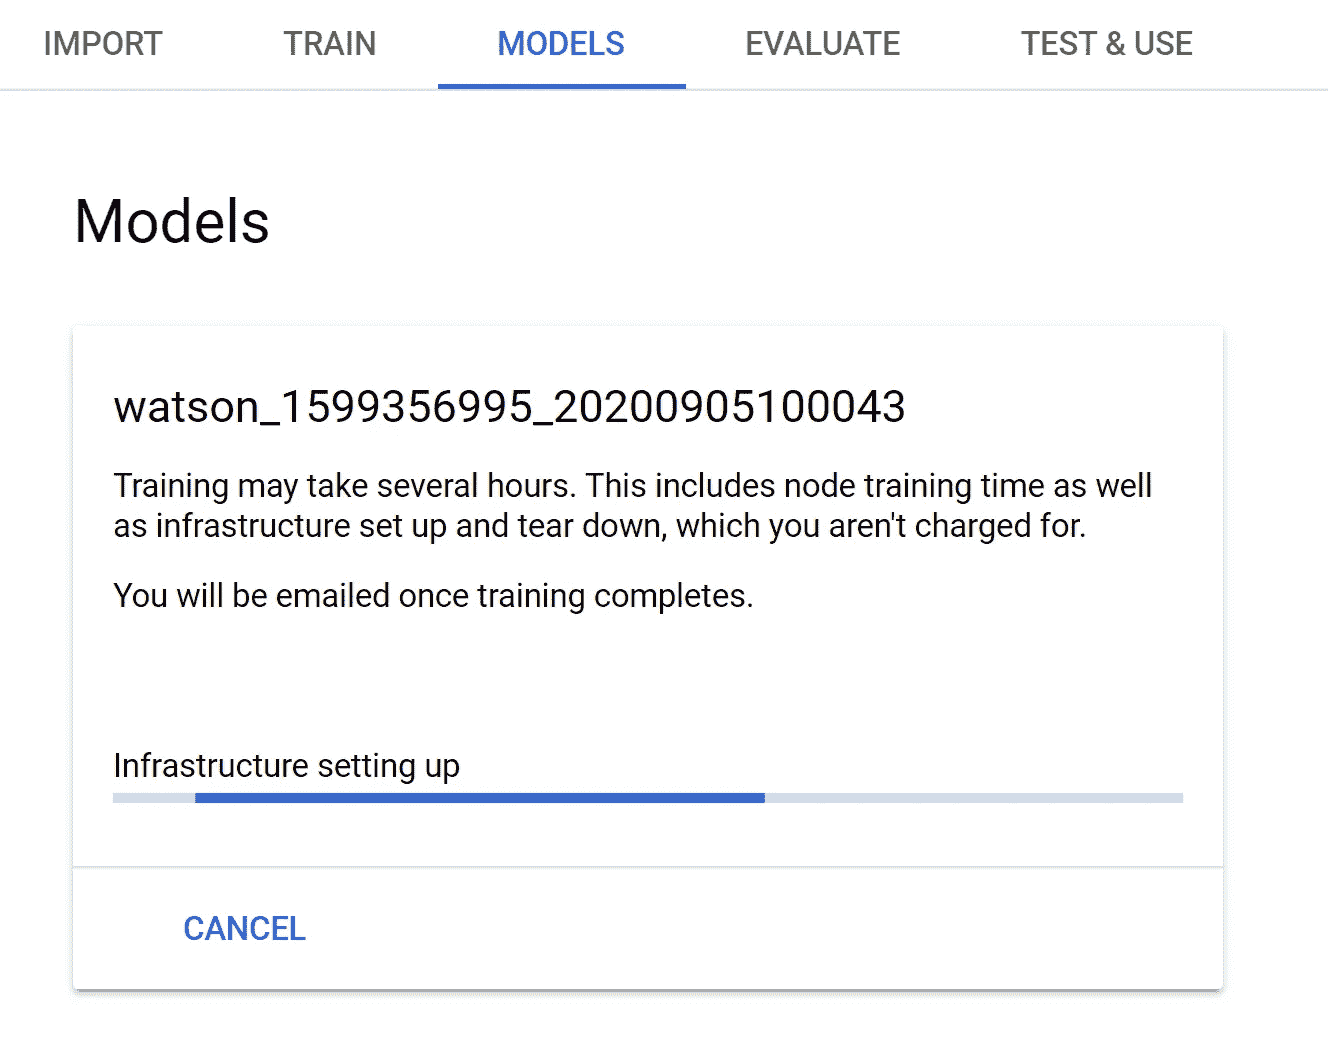 IMPORT TRAIN MODELS EVALUATE TEST & USE
Models
watson_1599356995_20200905100043
Training may take several hours. This includes node training time as well
as infrastructure set up and tear down, which you aren't charged for.
You will be emailed once training completes.
Infrastructure setting up
CANCEL